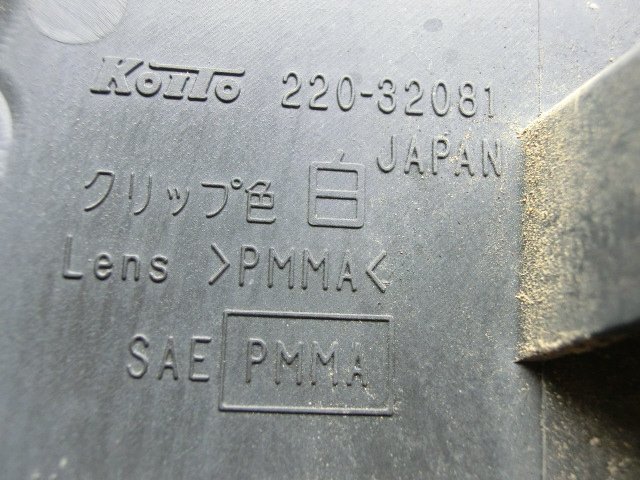 KOITO 220-32081
JAPAN
クリップ色 白
Lens >PMMA<
SAE PMMA